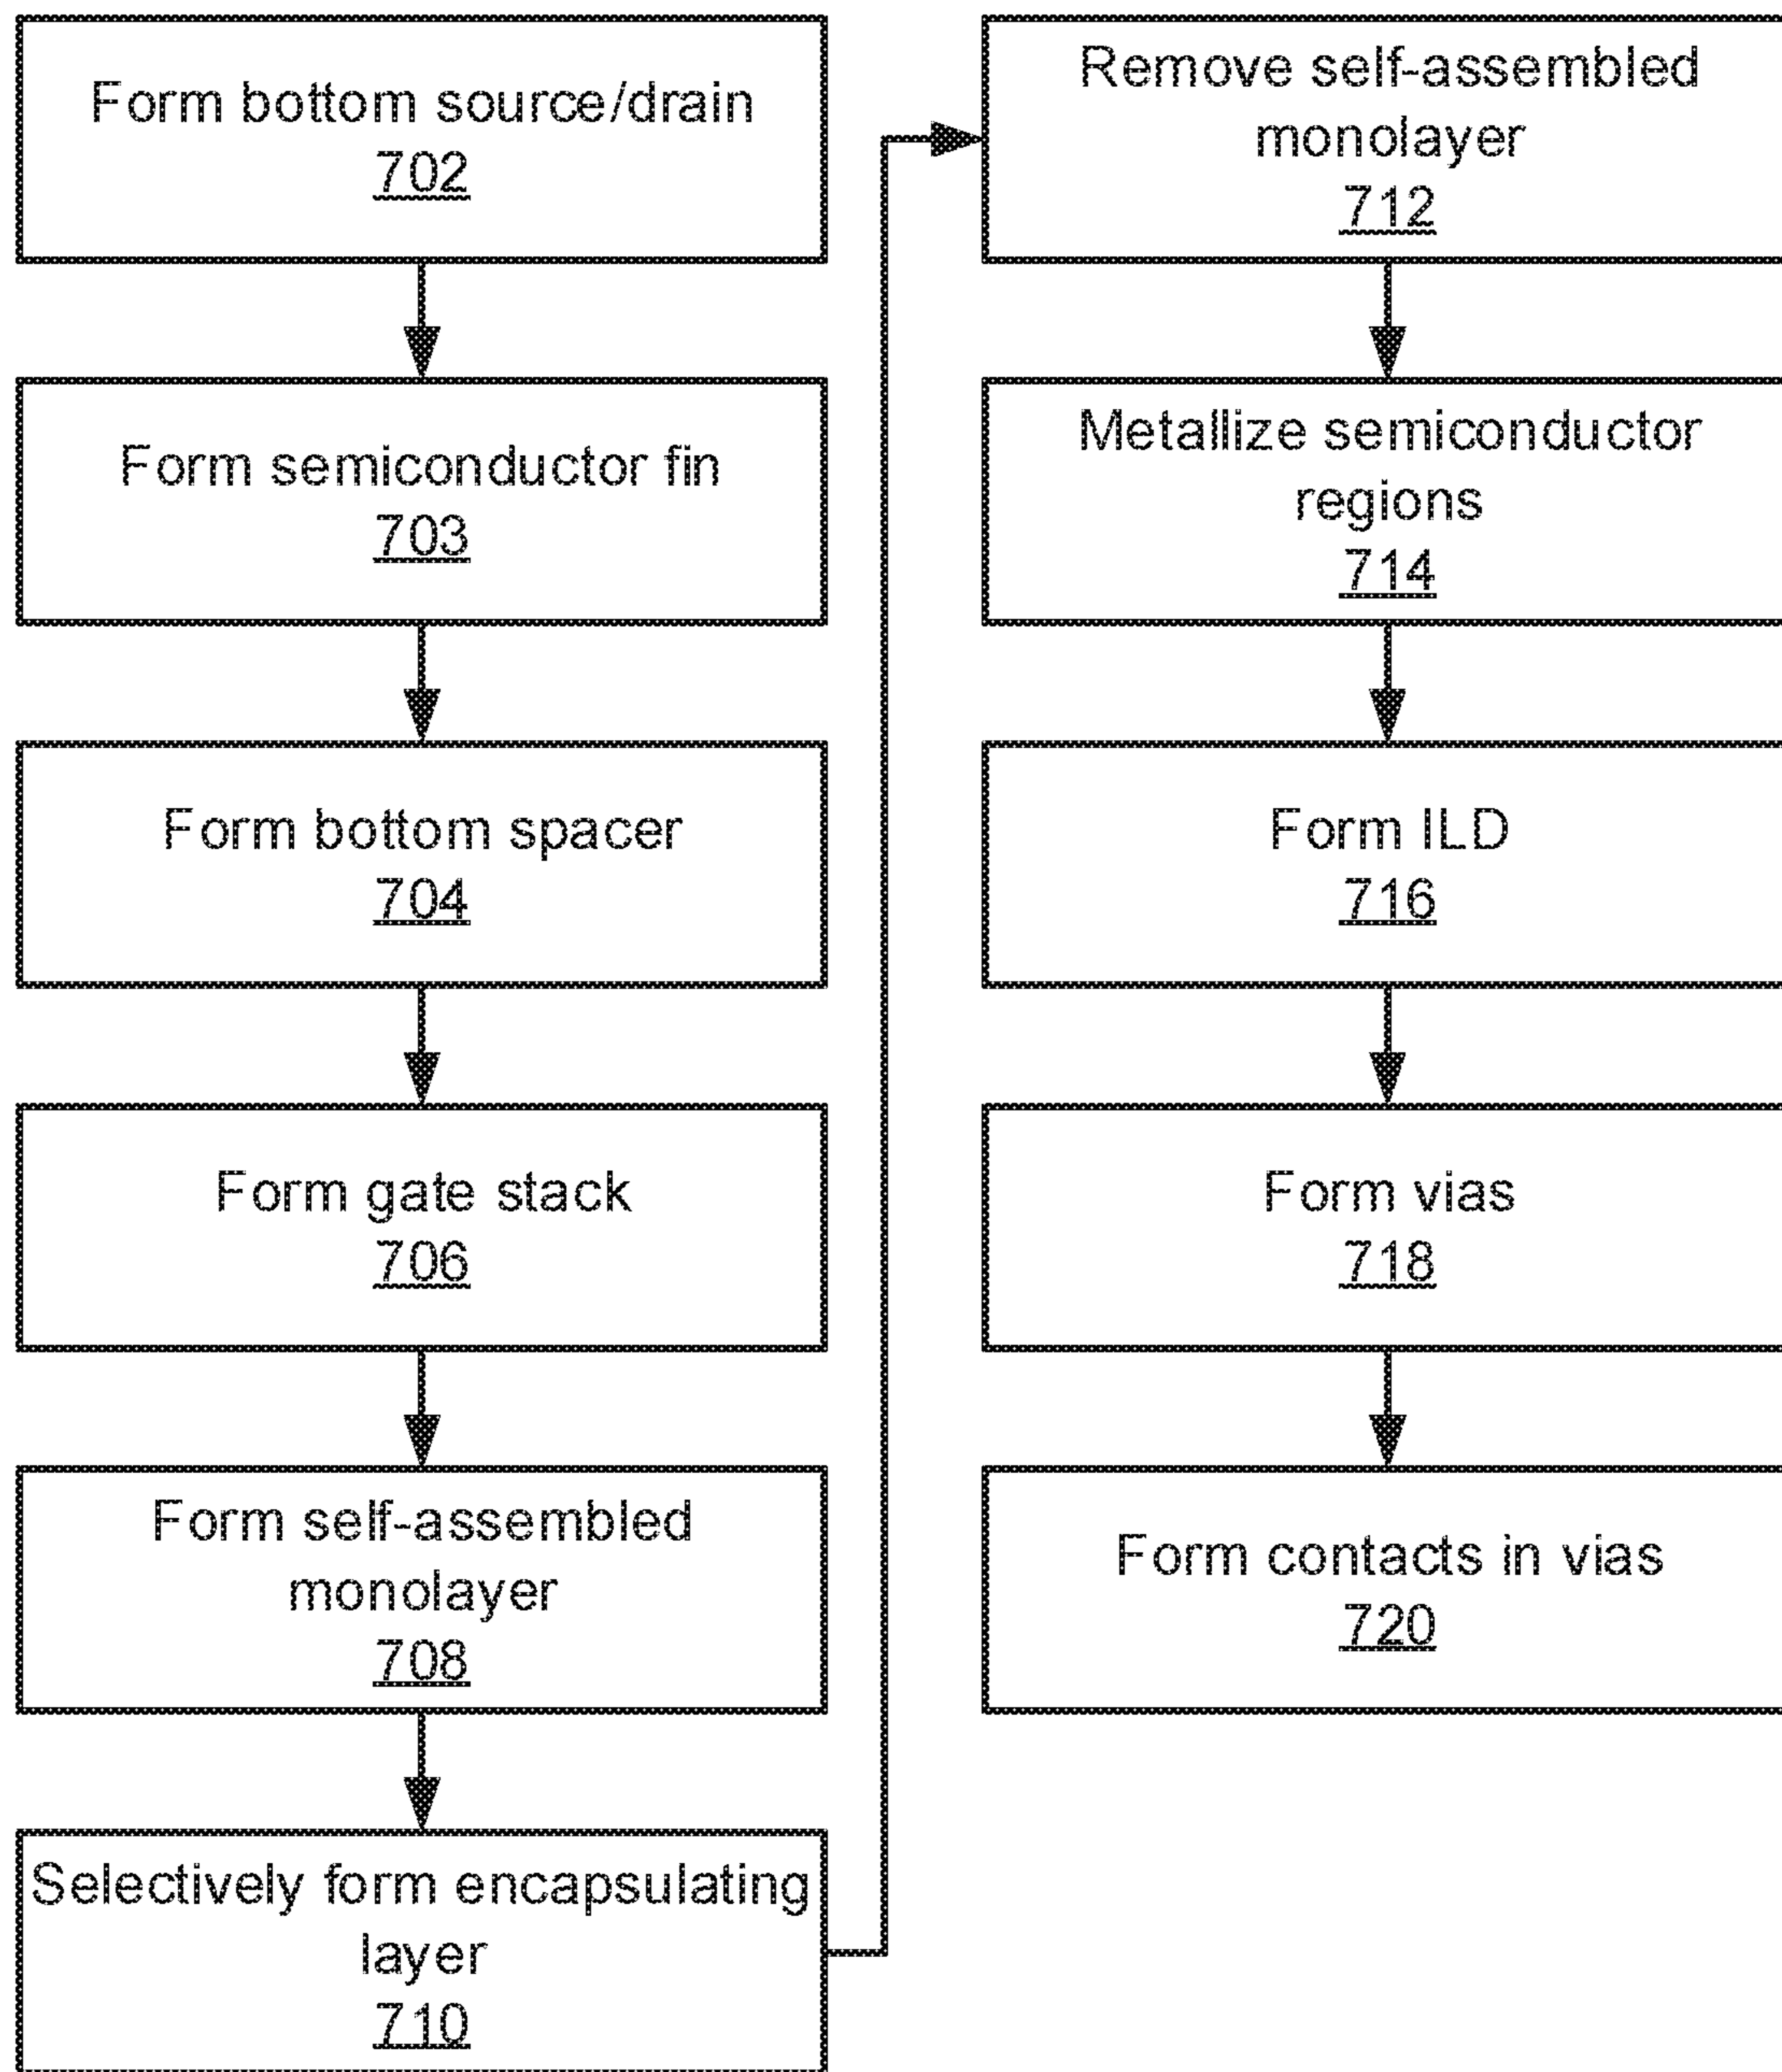 Form bottom source/drain
702
Form semiconductor fin
703
Form bottom spacer
704
Form gate stack
706
Form self-assembled
monolayer
708
Selectively form encapsulating
layer
710
Remove self-assembled
monolayer
712
Metallize semiconductor
regions
714
Form ILD
716
Form vias
718
Form contacts in vias
720